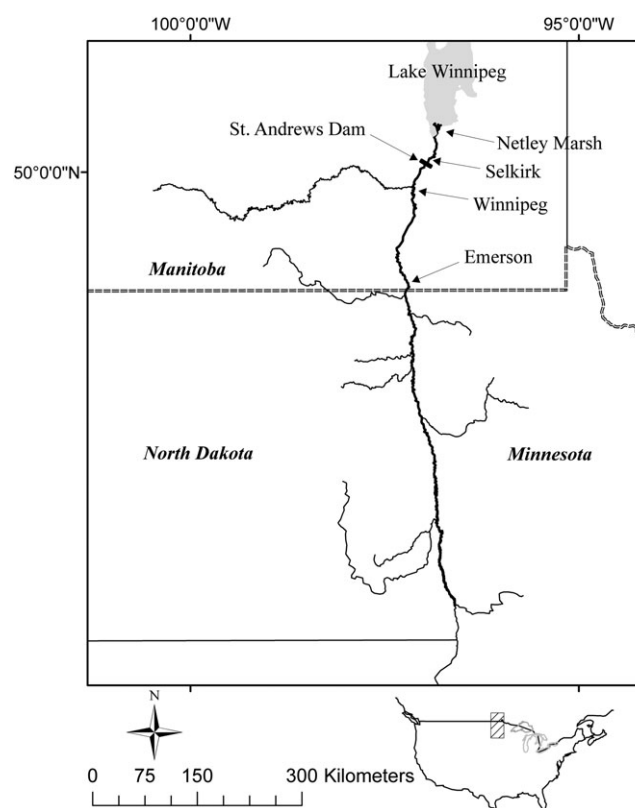 100°0'0"W
95°0'0"W
Lake Winnipeg
St. Andrews Dam
Netley Marsh
50°0'0"N
Selkirk
Winnipeg
Emerson
Manitoba
North Dakota
Minnesota
N
0 75 150 300 Kilometers